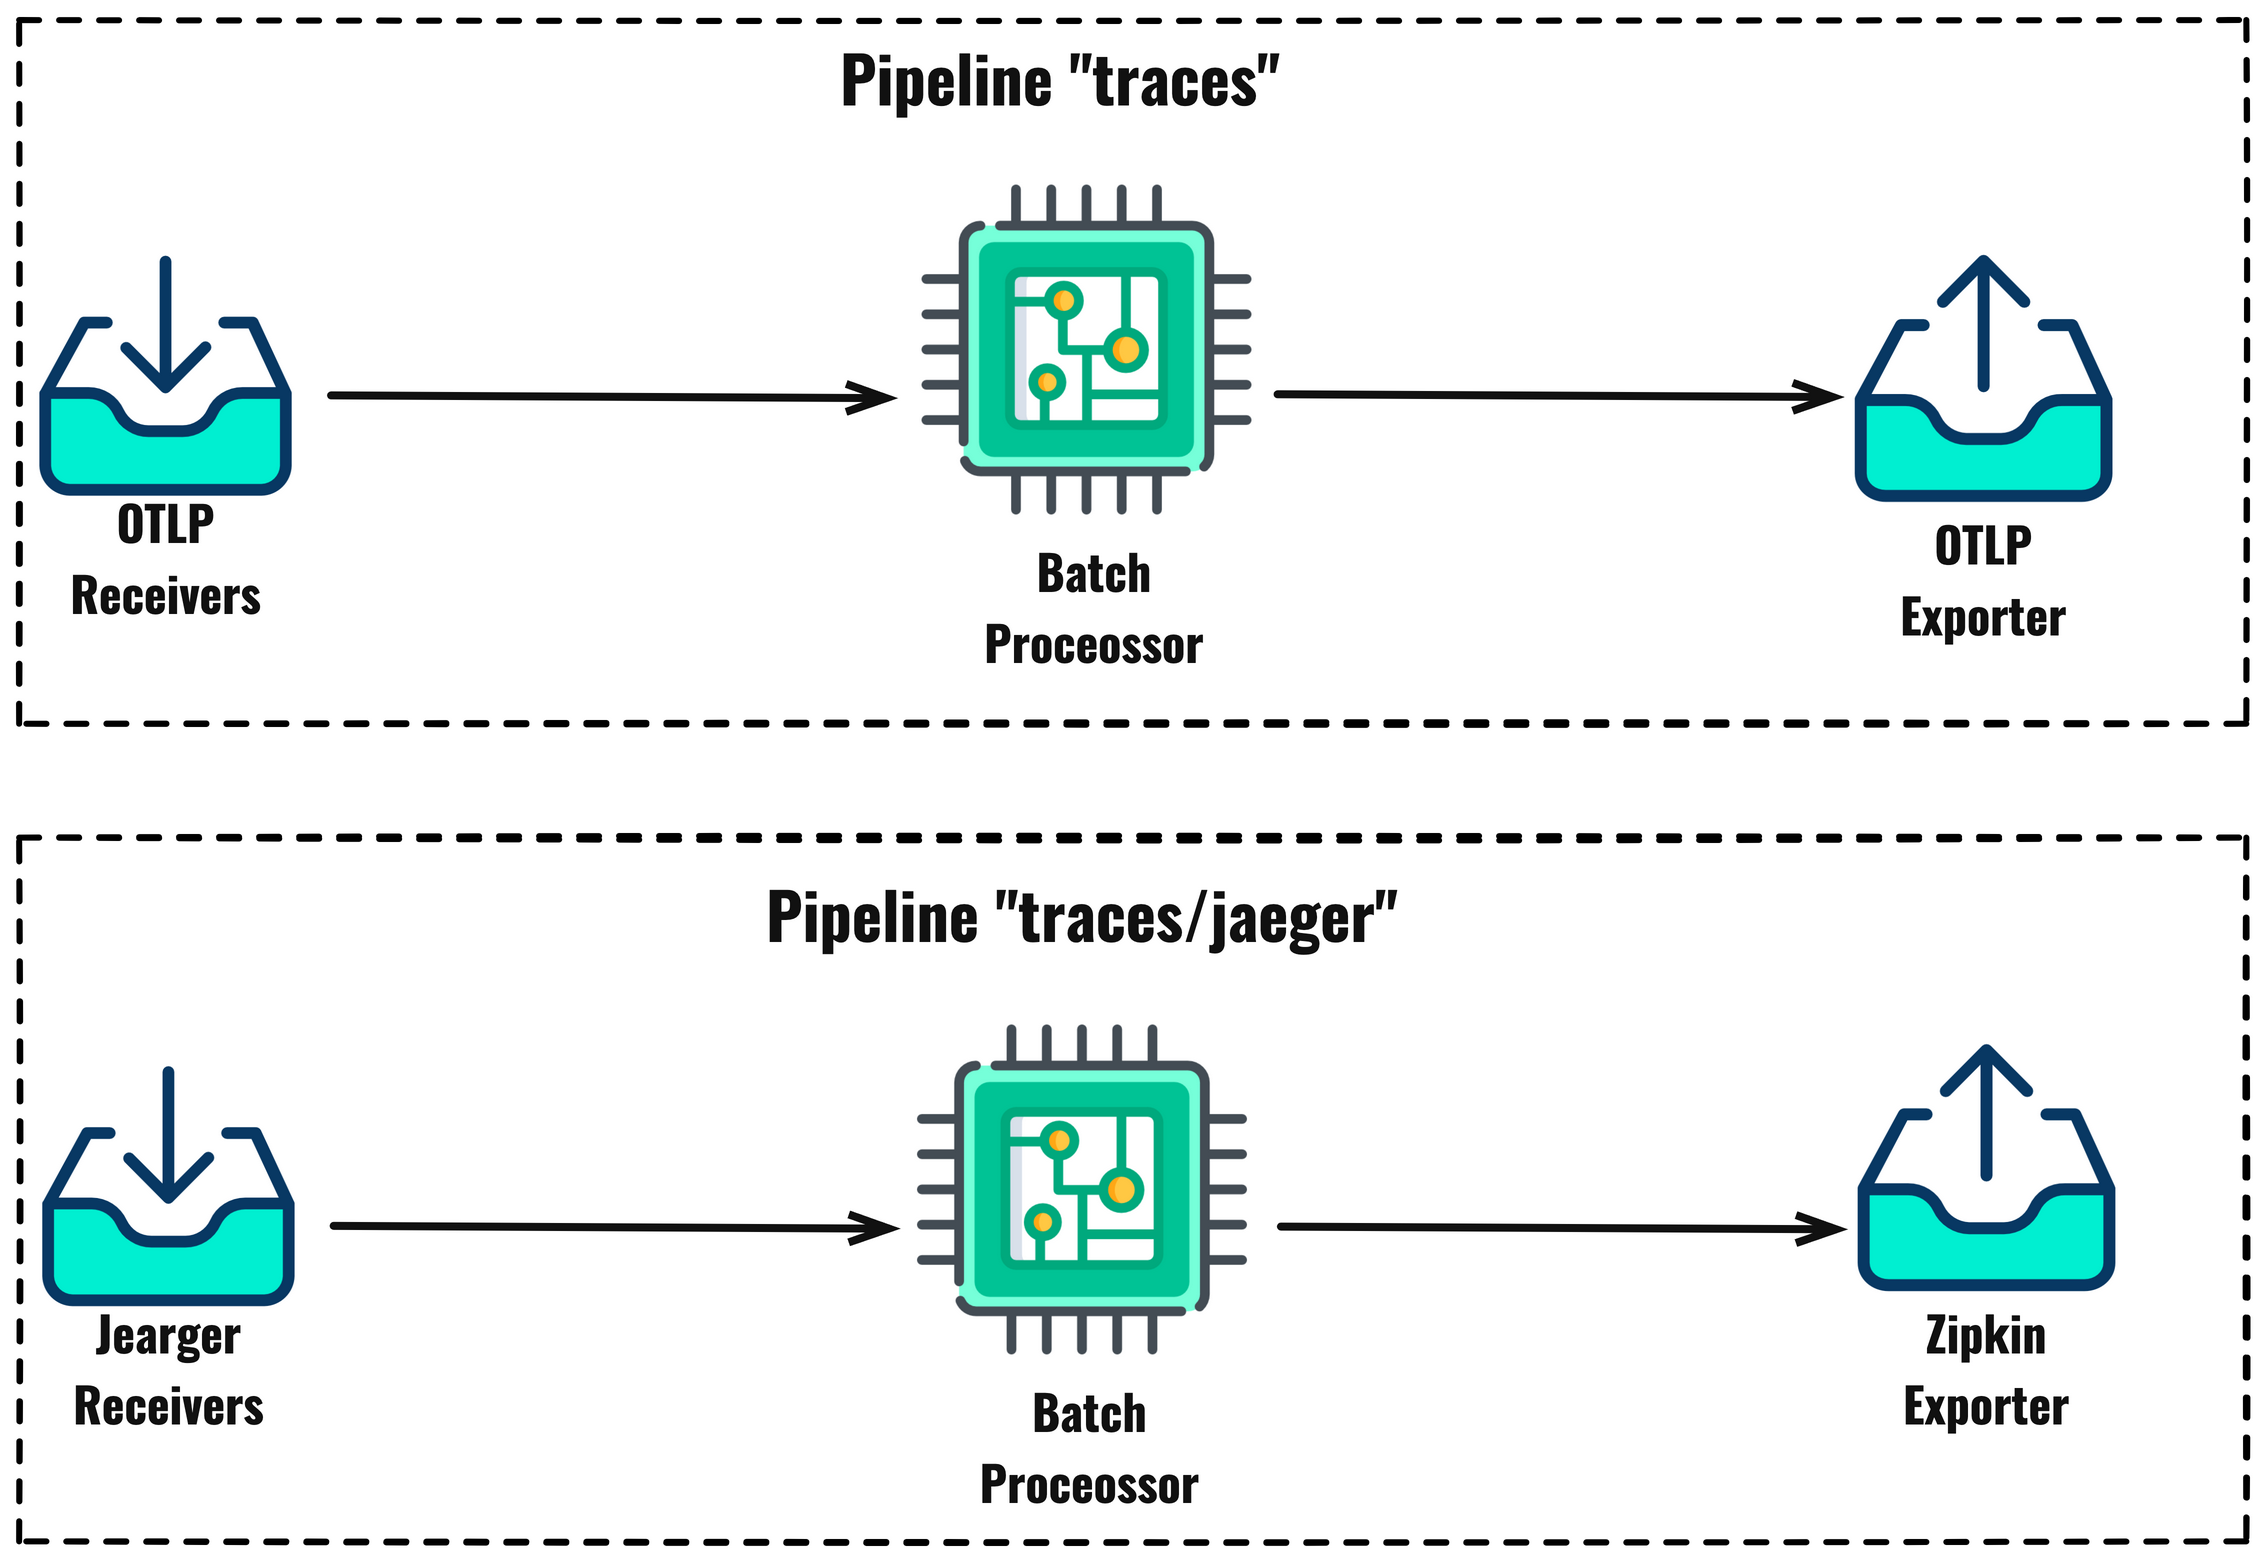 Pipeline "traces"
OTLP
Receivers
Batch
Proceossor
OTLP
Exporter
Pipeline "traces/jaeger"
Jearger
Receivers
Batch
Proceossor
Zipkin
Exporter